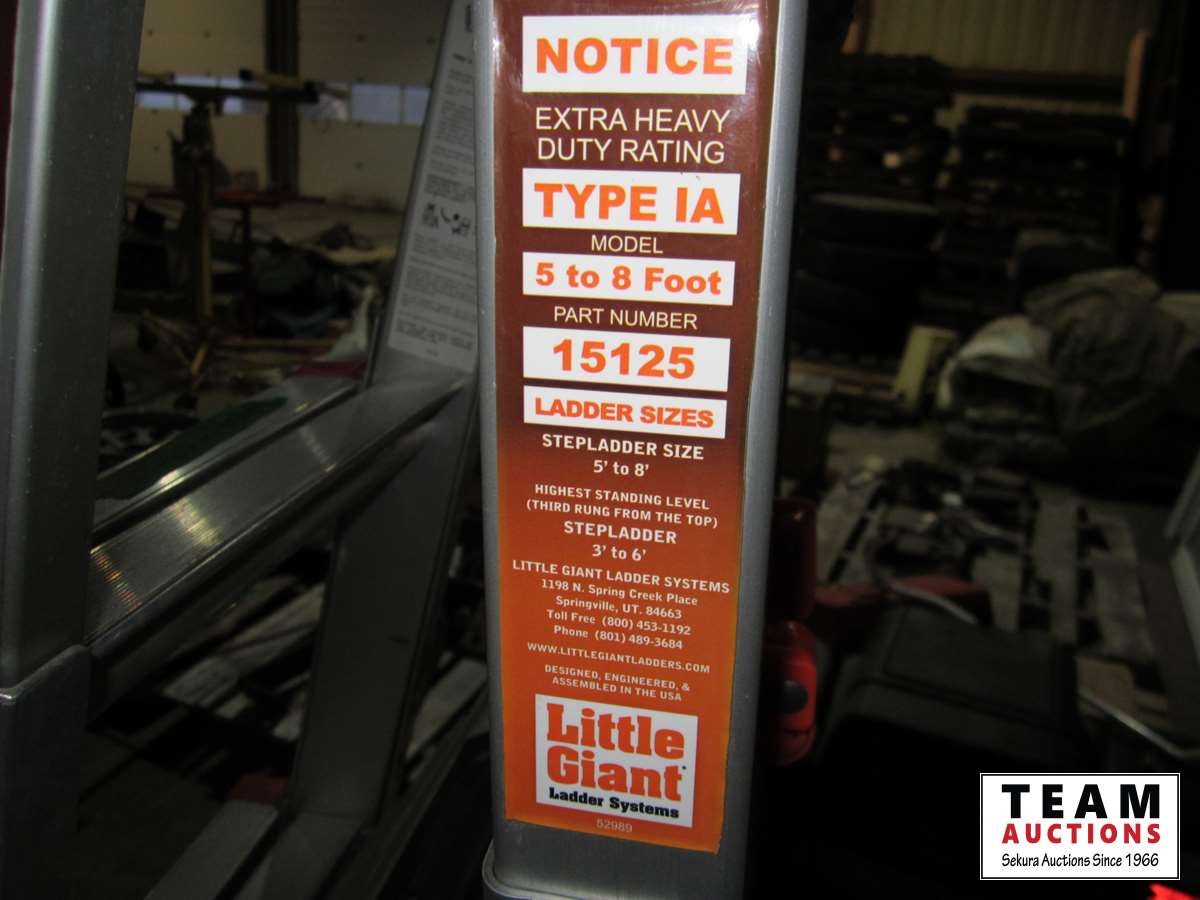 NOTICE
EXTRA HEAVY
DUTY RATING
TYPE IA
MODEL
5 to 8 Foot
PART NUMBER
15125
LADDER SIZES
STEPLADDER SIZE
5' to 8'
HIGHEST STANDING LEVEL
(THIRD RUNG FROM THE TOP)
STEPLADDER
3' to 6'
LITTLE GIANT LADDER SYSTEMS
1198 N. Spring Creek Place
Springville, UT. 84663
Toll Free (800) 453-1192
Phone (801) 489-3684
WWW.LITTLEGIANTLADDERS.COM
DESIGNED, ENGINEERED, &
ASSEMBLED IN THE USA
Little
Giant
Ladder Systems
52989
TEAM
AUCTIONS
Sekura Auctions Since 1966